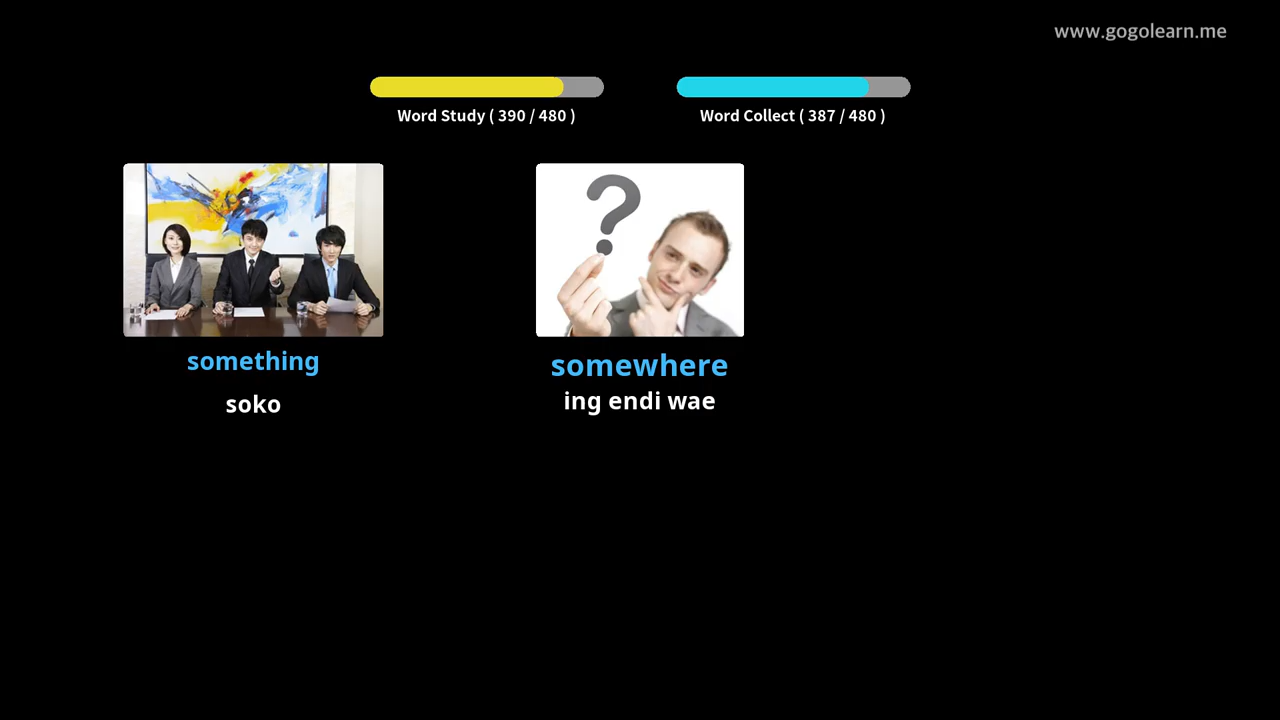 www.gogolearn.me
Word Study ( 390 / 480 )
Word Collect ( 387 / 480 )
something
soko
somewhere
ing endi wae